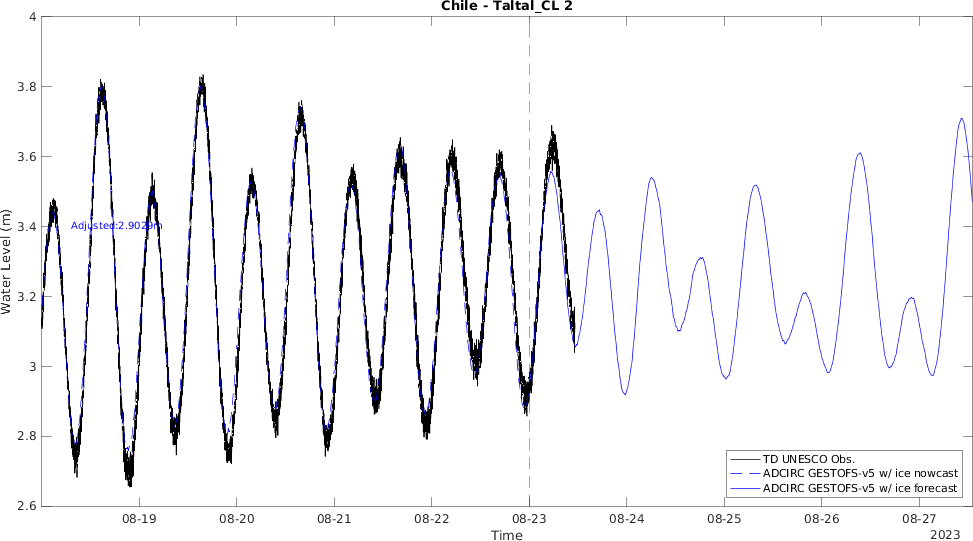 Chile - Taltal_CL 2
Water Level (m)
4
3.8
3.6
3.4
3.2
3
2.8
2.6
Adjusted:2.9029m
TD UNESCO Obs.
ADCIRC GESTOFS-v5 w/ ice nowcast
ADCIRC GESTOFS-v5 w/ ice forecast
08-19
08-20
08-21
08-22
08-23
08-24
08-25
08-26
08-27
Time
2023